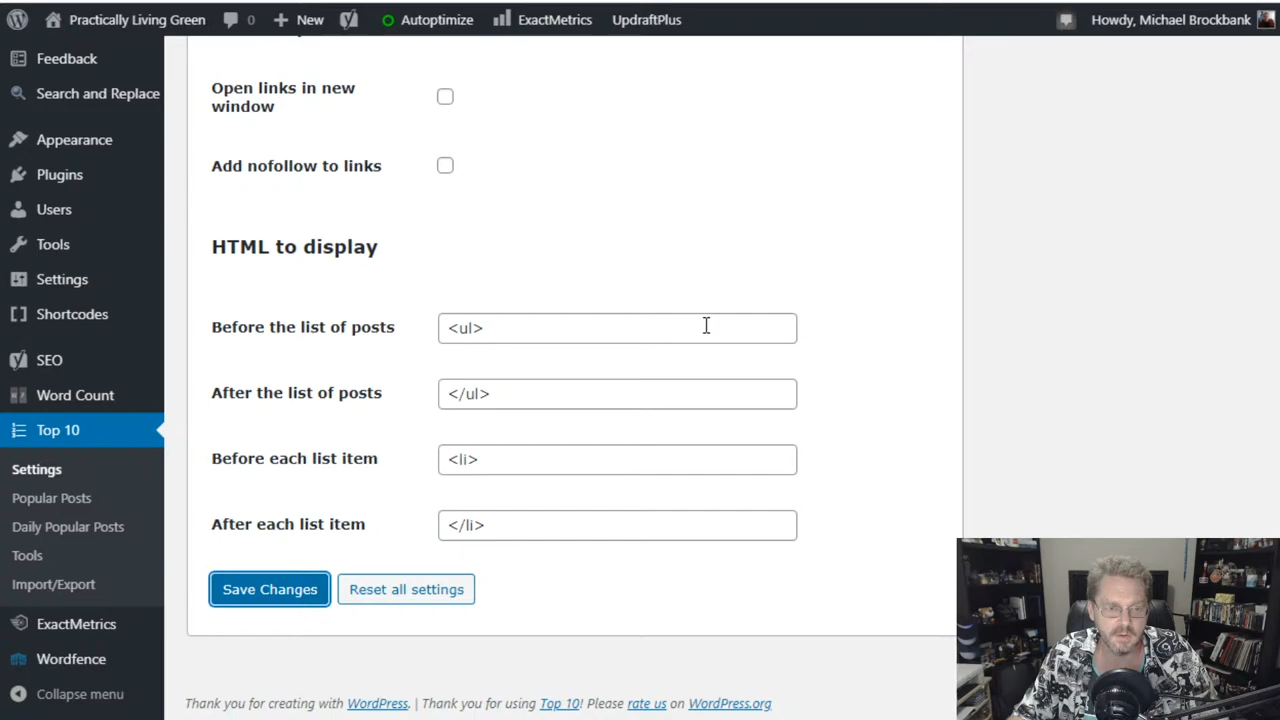 Practically Living Green 0 New Autoptimize ExactMetrics UpdraftPlus Howdy, Michael Brockbank
Feedback
Search and Replace
Appearance
Plugins
Users
Tools
Settings
Shortcodes
SEO
Word Count
Top 10
Settings
Popular Posts
Daily Popular Posts
Tools
Import/Export
ExactMetrics
Wordfence
Collapse menu
Open links in new
window
Add nofollow to links
HTML to display
Before the list of posts <ul>
After the list of posts </ul>
Before each list item <li>
After each list item </li>
Save Changes Reset all settings
Thank you for creating with WordPress. | Thank you for using Top 10! Please rate us on WordPress.org